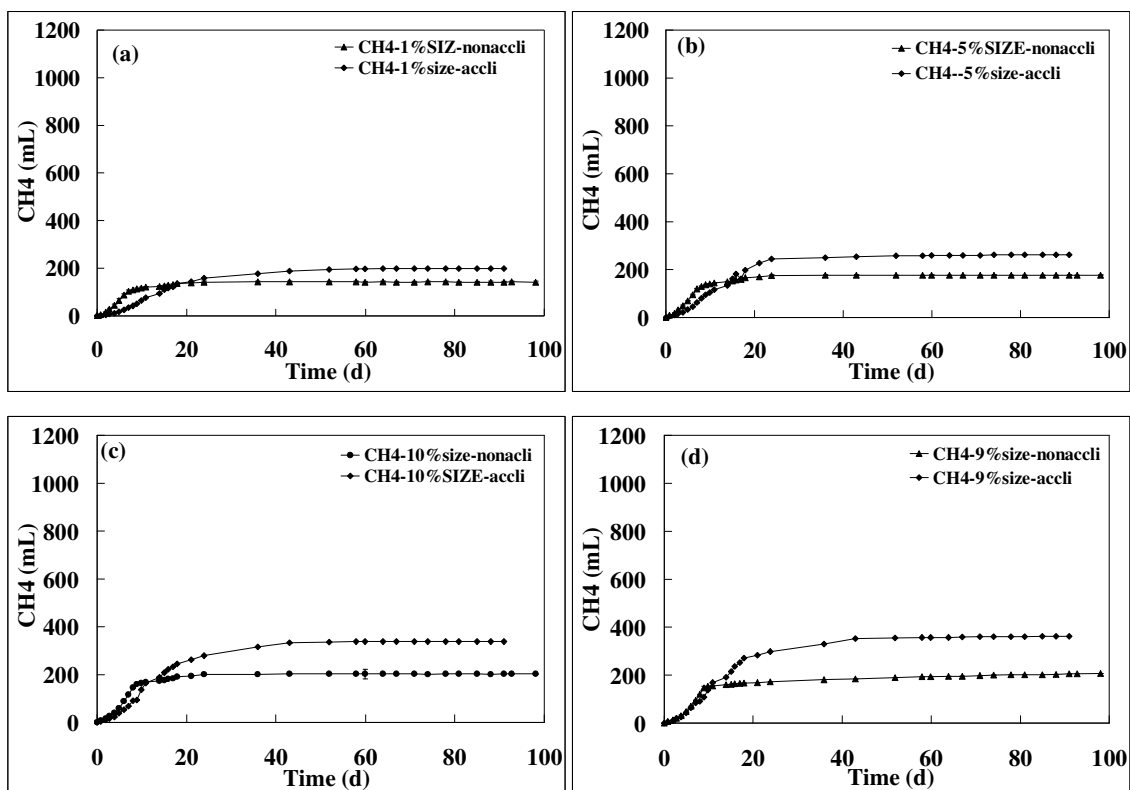 (a)
CH4-1%SIZ-nonaccli
CH4-1%size-accli
1200
1000
800
600
400
200
0
CH4 (mL)
0 20 40 60 80 100
Time (d)
(b)
CH4-5%SIZE-nonaccli
CH4--5%size-accli
1200
1000
800
600
400
200
0
CH4 (mL)
0 20 40 60 80 100
Time (d)
(c)
CH4-10%size-nonacli
CH4-10%SIZE-accli
1200
1000
800
600
400
200
0
CH4 (mL)
0 20 40 60 80 100
Time (d)
(d)
CH4-9%size-nonaccli
CH4-9%size-accli
1200
1000
800
600
400
200
0
CH4 (mL)
0 20 40 60 80 100
Time (d)